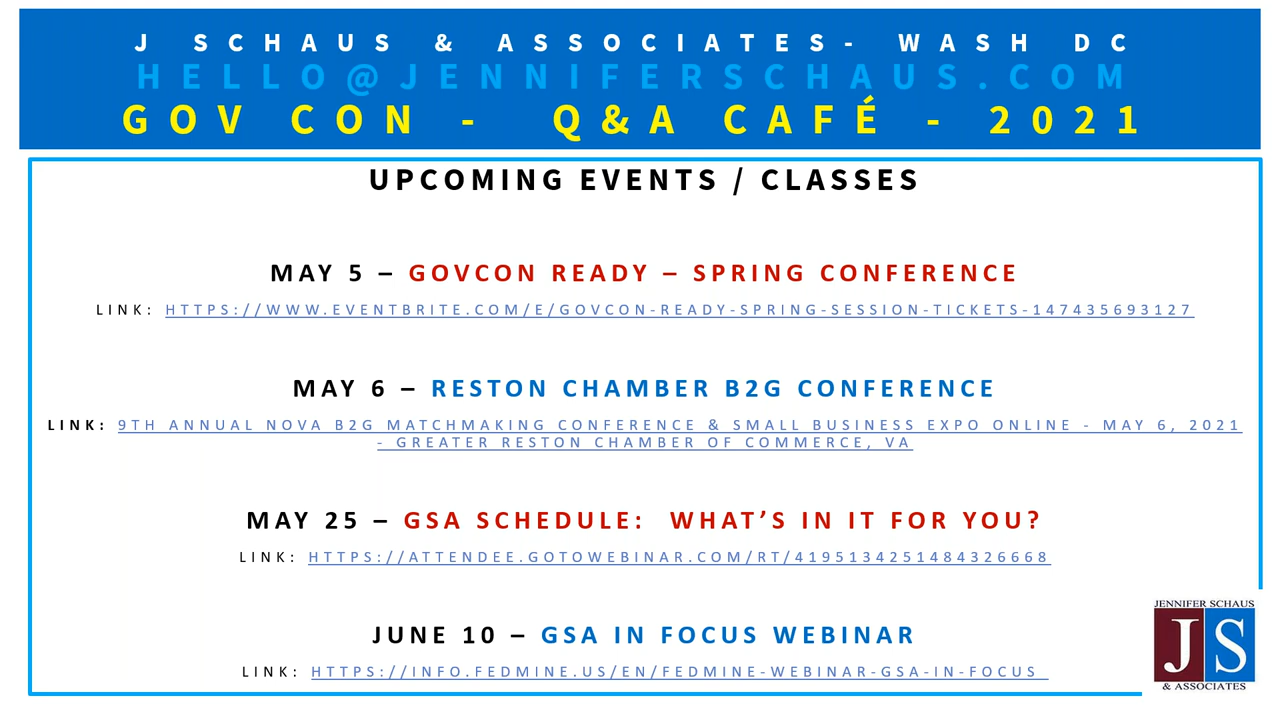 J SCHAUS & ASSOCIATES- WASH DC
HELLO@JENNIFERSCHAUS.COM
GOV CON - Q&A CAFÉ - 2021
UPCOMING EVENTS / CLASSES
MAY 5 – GOVCON READY – SPRING CONFERENCE
LINK: HTTPS://WWW.EVENTBRITE.COM/E/GOVCON-READY-SPRING-SESSION-TICKETS-147435693127
MAY 6 – RESTON CHAMBER B2G CONFERENCE
LINK: 9TH ANNUAL NOVA B2G MATCHMAKING CONFERENCE & SMALL BUSINESS EXPO ONLINE - MAY 6, 2021
- GREATER RESTON CHAMBER OF COMMERCE, VA
MAY 25 – GSA SCHEDULE: WHAT’S IN IT FOR YOU?
LINK: HTTPS://ATTENDEE.GOTOWEBINAR.COM/RT/4195134251484326668
JUNE 10 – GSA IN FOCUS WEBINAR
LINK: HTTPS://INFO.FEDMINE.US/EN/FEDMINE-WEBINAR-GSA-IN-FOCUS
JENNIFER SCHAUS
JS
& ASSOCIATES